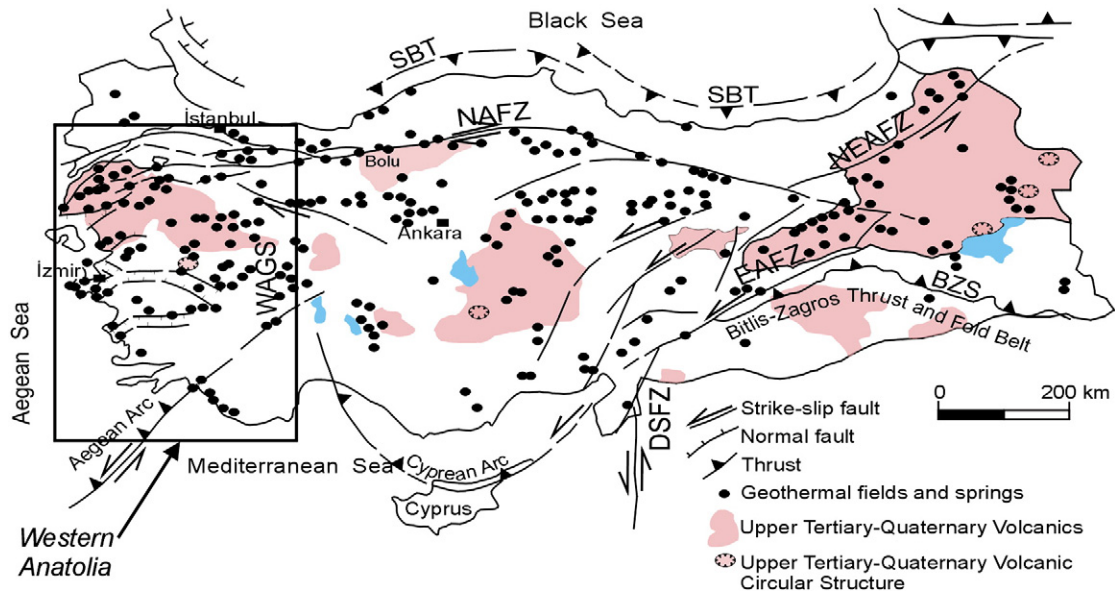 Black Sea
SBT
SBT
NAFZ
NEAFZ
İstanbul
Bolu
Ankara
İzmir
WAGS
EAFZ
BZS
Bitlis-Zagros Thrust and Fold Belt
Aegean Sea
DSFZ
Aegean Arc
Mediterranean Sea
Cyprean Arc
Cyprus
Western
Anatolia
0 200 km
Strike-slip fault
Normal fault
Thrust
Geothermal fields and springs
Upper Tertiary-Quaternary Volcanics
Upper Tertiary-Quaternary Volcanic
Circular Structure